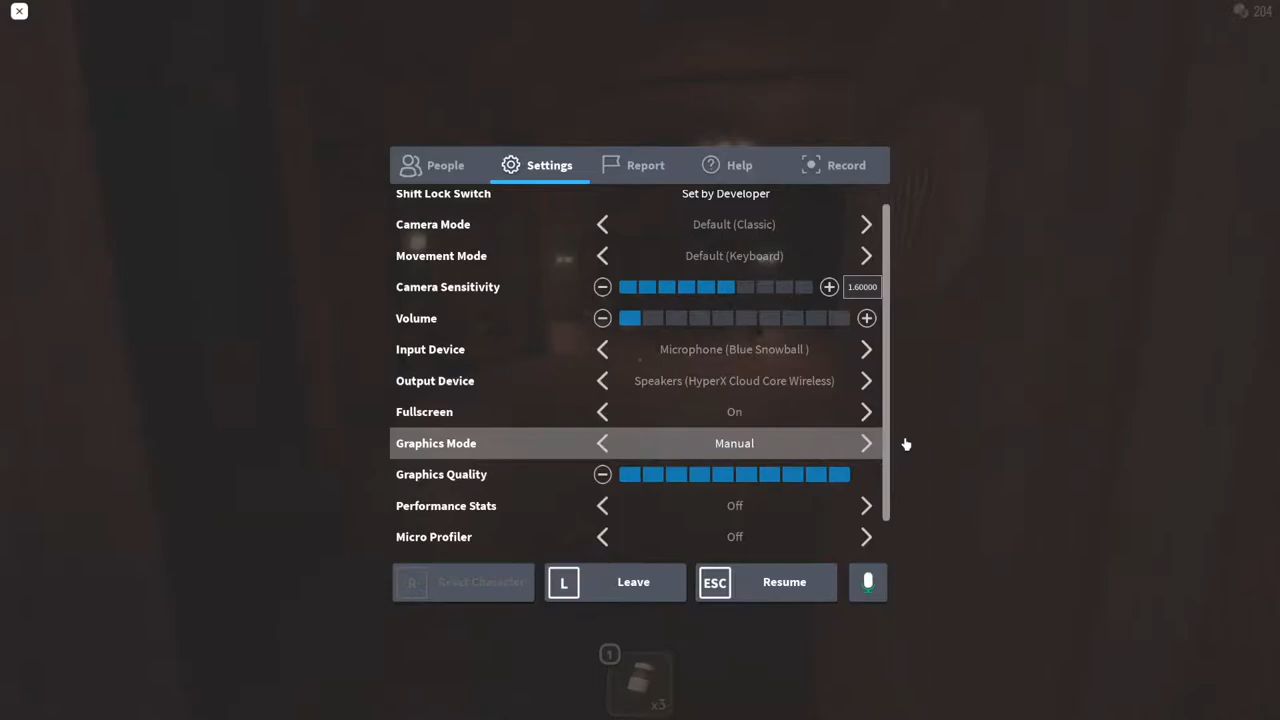 204
People Settings Report Help Record
Shift Lock Switch Set by Developer
Camera Mode Default (Classic)
Movement Mode Default (Keyboard)
Camera Sensitivity 1.60000
Volume
Input Device Microphone (Blue Snowball )
Output Device Speakers (HyperX Cloud Core Wireless)
Fullscreen On
Graphics Mode Manual
Graphics Quality
Performance Stats Off
Micro Profiler Off
R Reset Character L Leave ESC Resume
1
x3